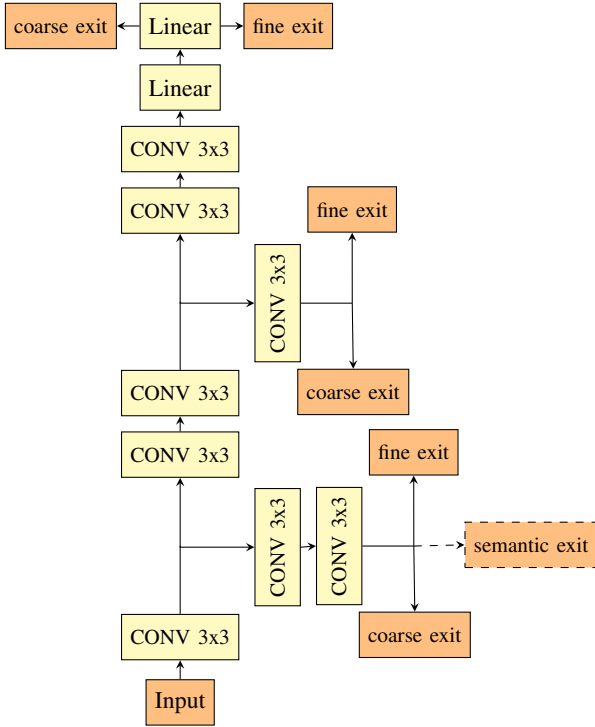 coarse exit
Linear
fine exit
Linear
CONV 3x3
CONV 3x3
fine exit
CONV 3x3
coarse exit
CONV 3x3
CONV 3x3
fine exit
CONV 3x3
CONV 3x3
semantic exit
coarse exit
CONV 3x3
Input